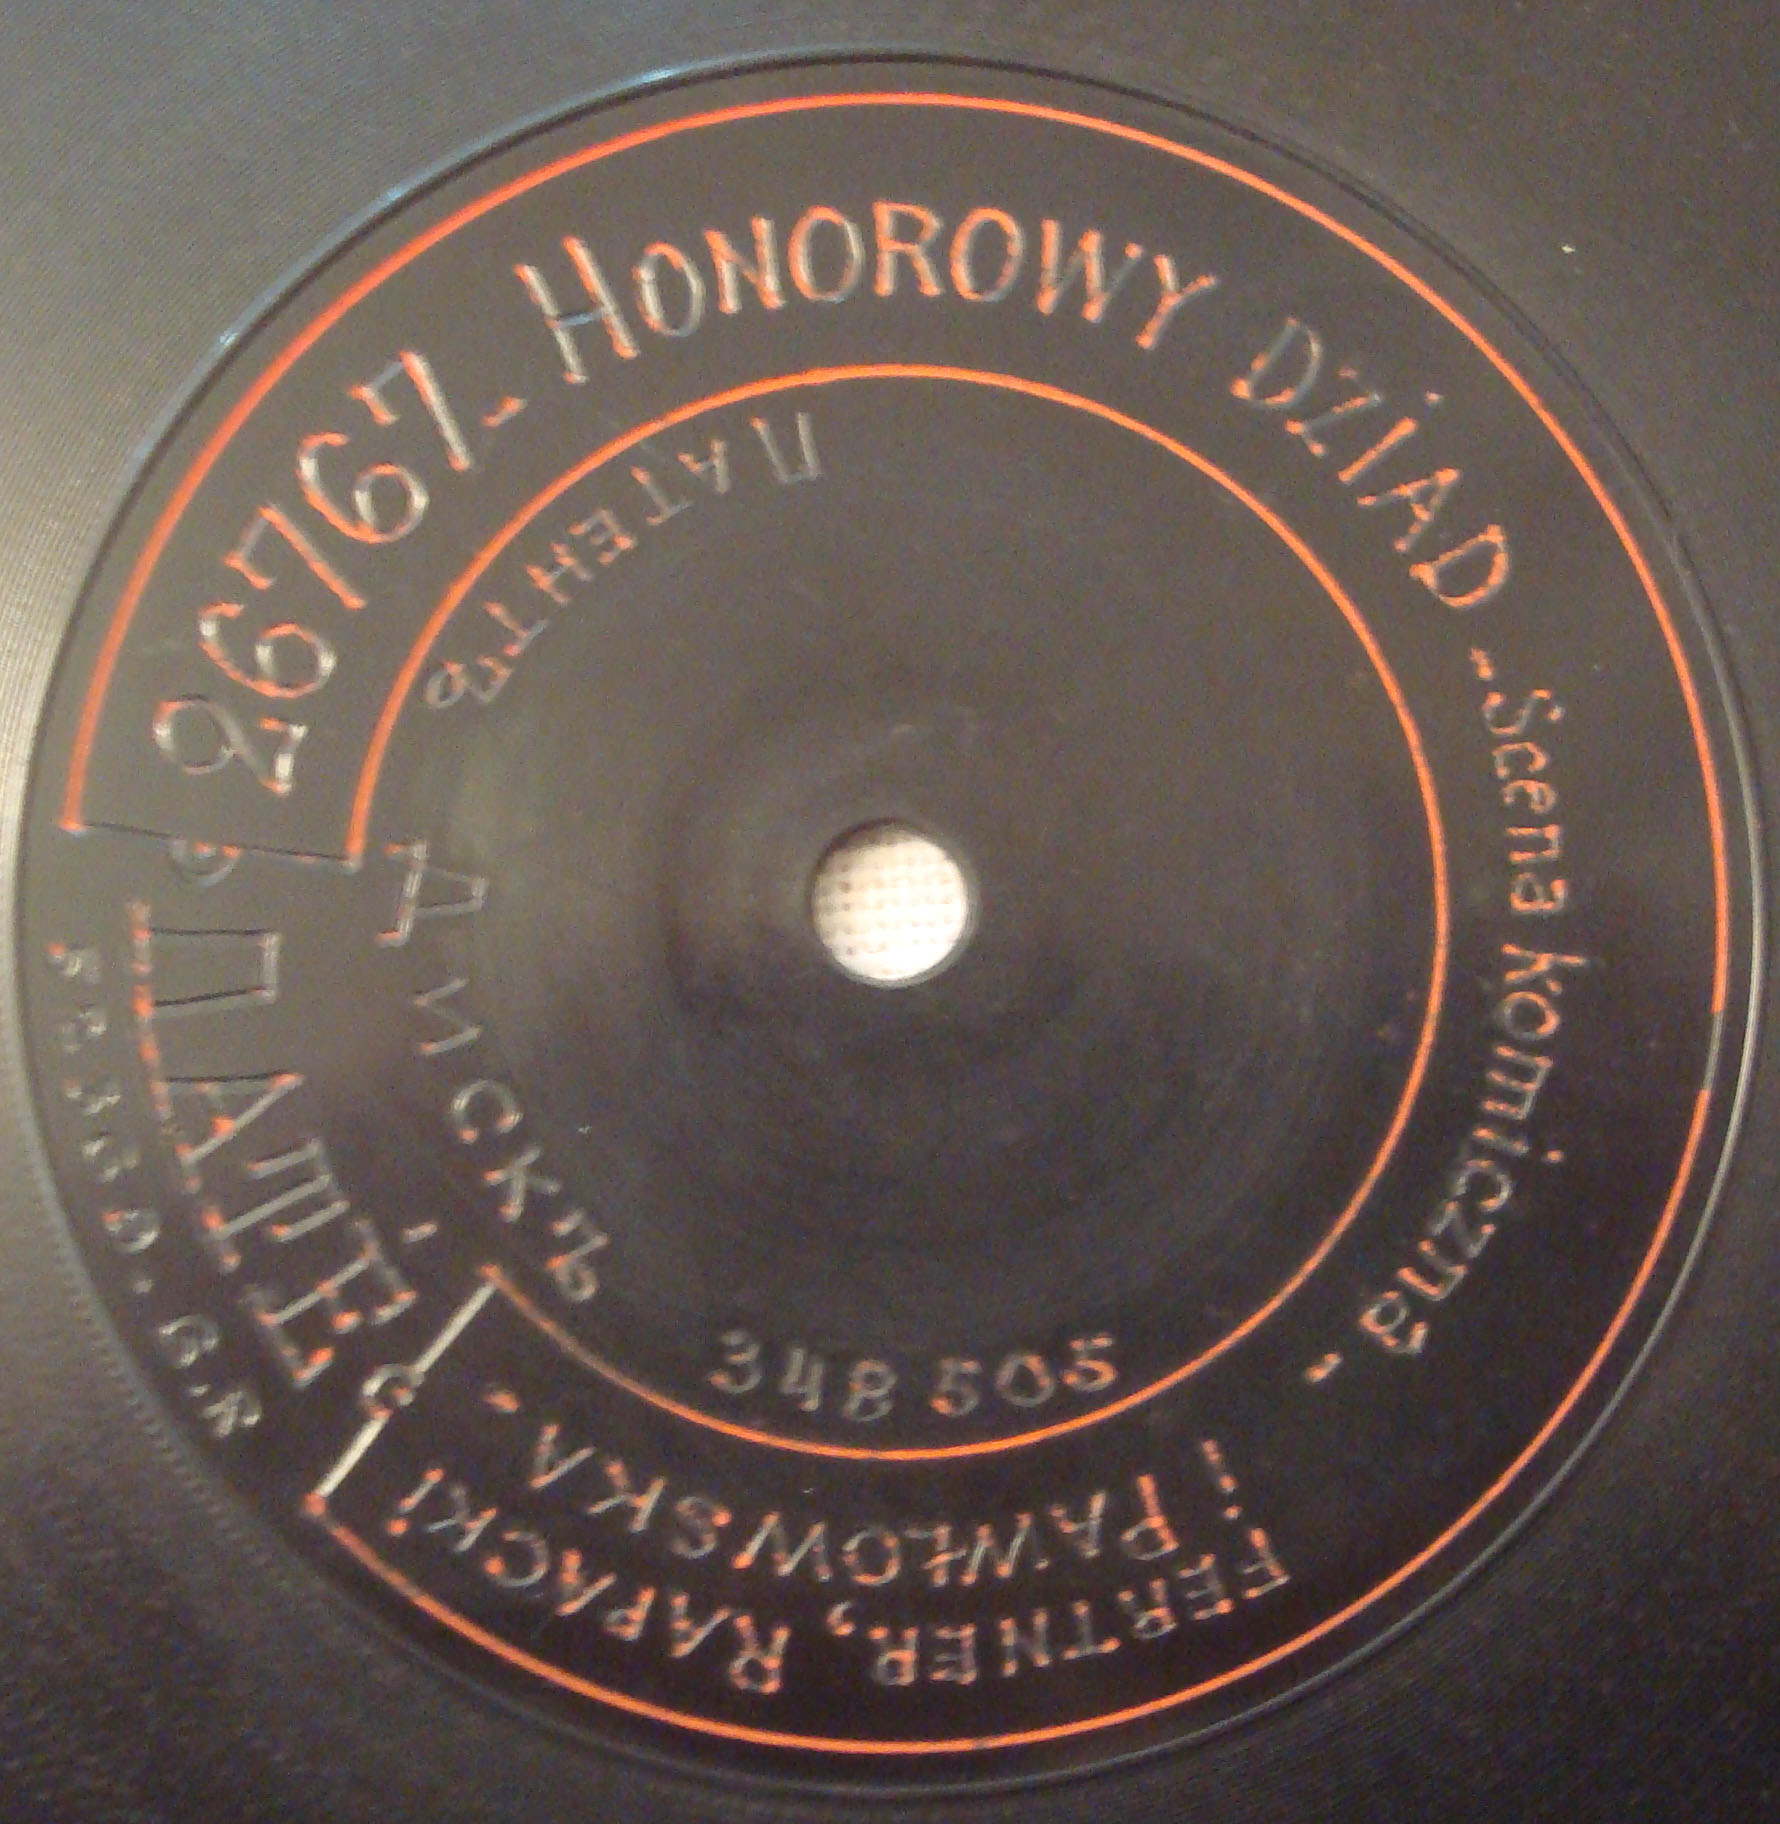 26767- HONOROWY DZIAD
-Scena komiczna-
FERTNER, RAPACKI
i PAWŁOWSKA-
ДИСКЪ
ПАТЕ
ПАТЕНТЪ
348505